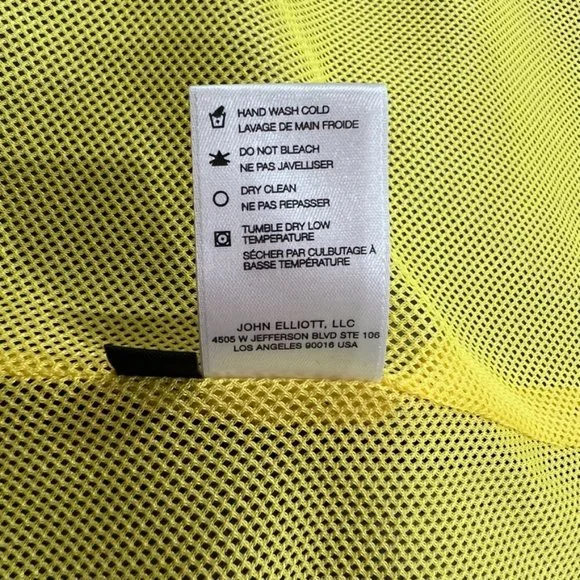 HAND WASH COLD
LAVAGE DE MAIN FROIDE
DO NOT BLEACH
NE PAS JAVELLISER
DRY CLEAN
NE PAS REPASSER
TUMBLE DRY LOW
TEMPERATURE
SÉCHER PAR CULBUTAGE À
BASSE TEMPÉRATURE
JOHN ELLIOTT, LLC
4505 W JEFFERSON BLVD STE 106
LOS ANGELES 90016 USA